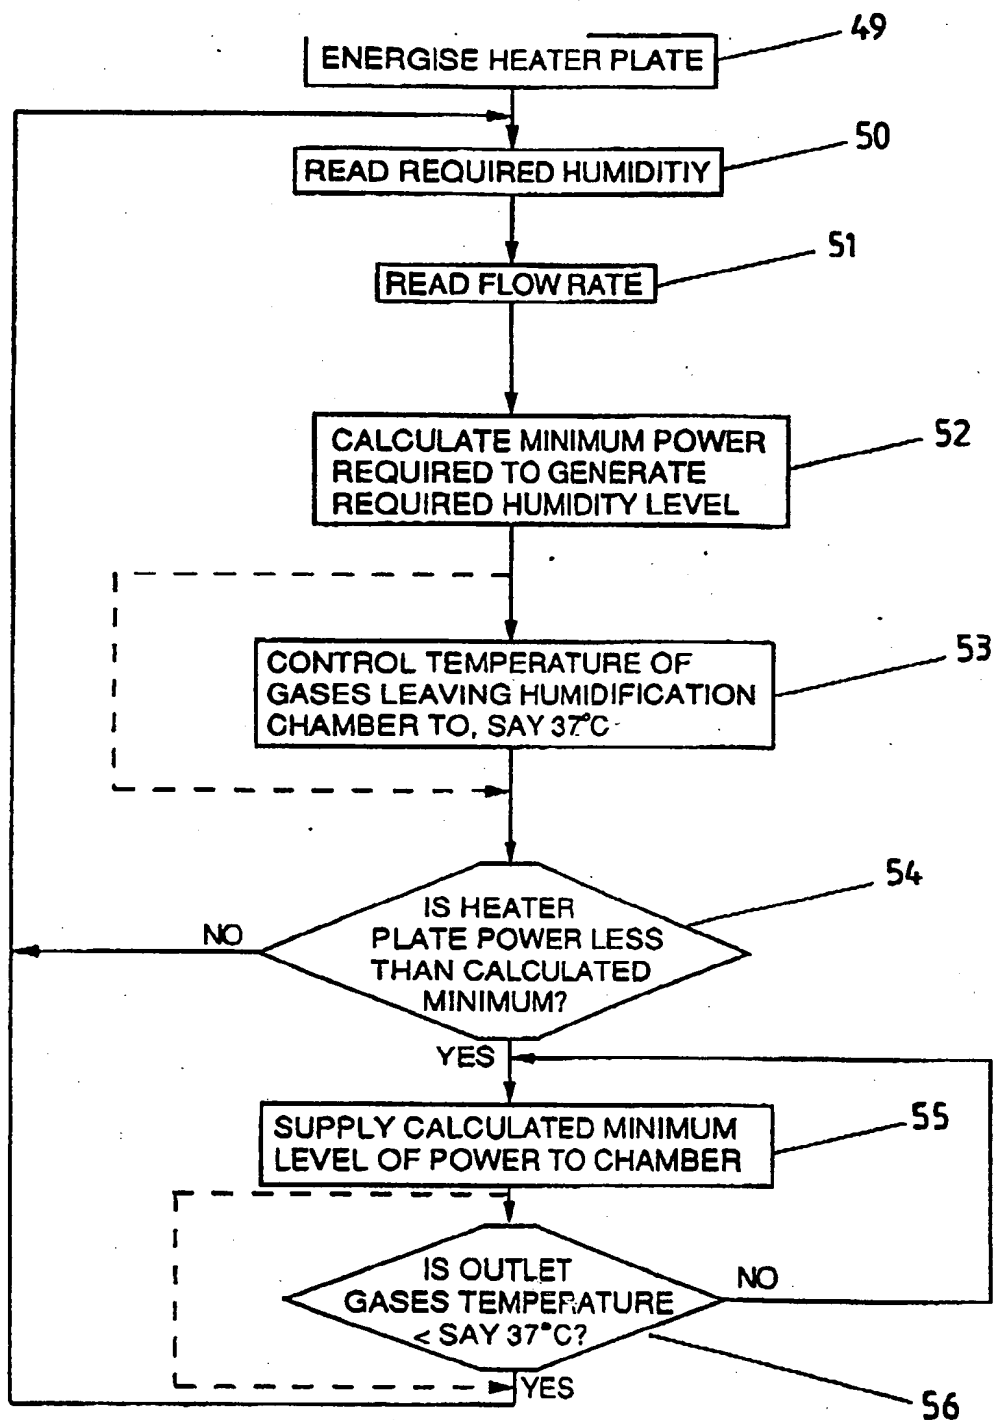 49
ENERGISE HEATER PLATE
50
READ REQUIRED HUMIDITIY
51
READ FLOW RATE
52
CALCULATE MINIMUM POWER
REQUIRED TO GENERATE
REQUIRED HUMIDITY LEVEL
53
CONTROL TEMPERATURE OF
GASES LEAVING HUMIDIFICATION
CHAMBER TO, SAY 37°C
54
IS HEATER
PLATE POWER LESS
THAN CALCULATED
MINIMUM?
NO
YES
55
SUPPLY CALCULATED MINIMUM
LEVEL OF POWER TO CHAMBER
IS OUTLET
GASES TEMPERATURE
< SAY 37°C?
NO
YES
56